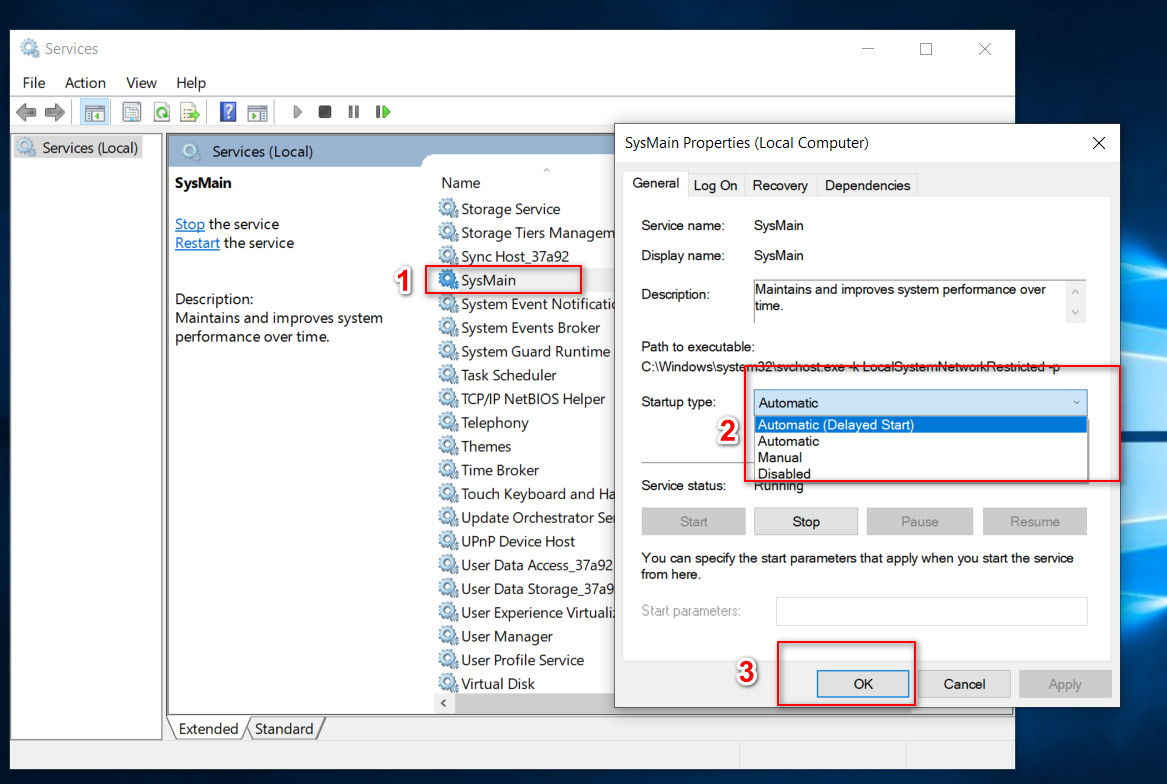 Services
File Action View Help
Services (Local)
Services (Local)
SysMain
Stop the service
Restart the service
Description:
Maintains and improves system
performance over time.
Name
Storage Service
Storage Tiers Managem
Sync Host_37a92
1
SysMain
System Event Notificatio
System Events Broker
System Guard Runtime
Task Scheduler
TCP/IP NetBIOS Helper
Telephony
Themes
Time Broker
Touch Keyboard and Ha
Update Orchestrator Ser
UPnP Device Host
User Data Access_37a92
User Data Storage_37a9
User Experience Virtualiz
User Manager
User Profile Service
Virtual Disk
Extended Standard
SysMain Properties (Local Computer)
General Log On Recovery Dependencies
Service name: SysMain
Display name: SysMain
Description: Maintains and improves system performance over
time.
Path to executable:
C:\Windows\system32\svchost.exe -k LocalSystemNetworkRestricted -p
Startup type: Automatic
2
Automatic (Delayed Start)
Automatic
Manual
Disabled
Service status: Running
Start Stop Pause Resume
You can specify the start parameters that apply when you start the service
from here.
Start parameters:
3
OK Cancel Apply